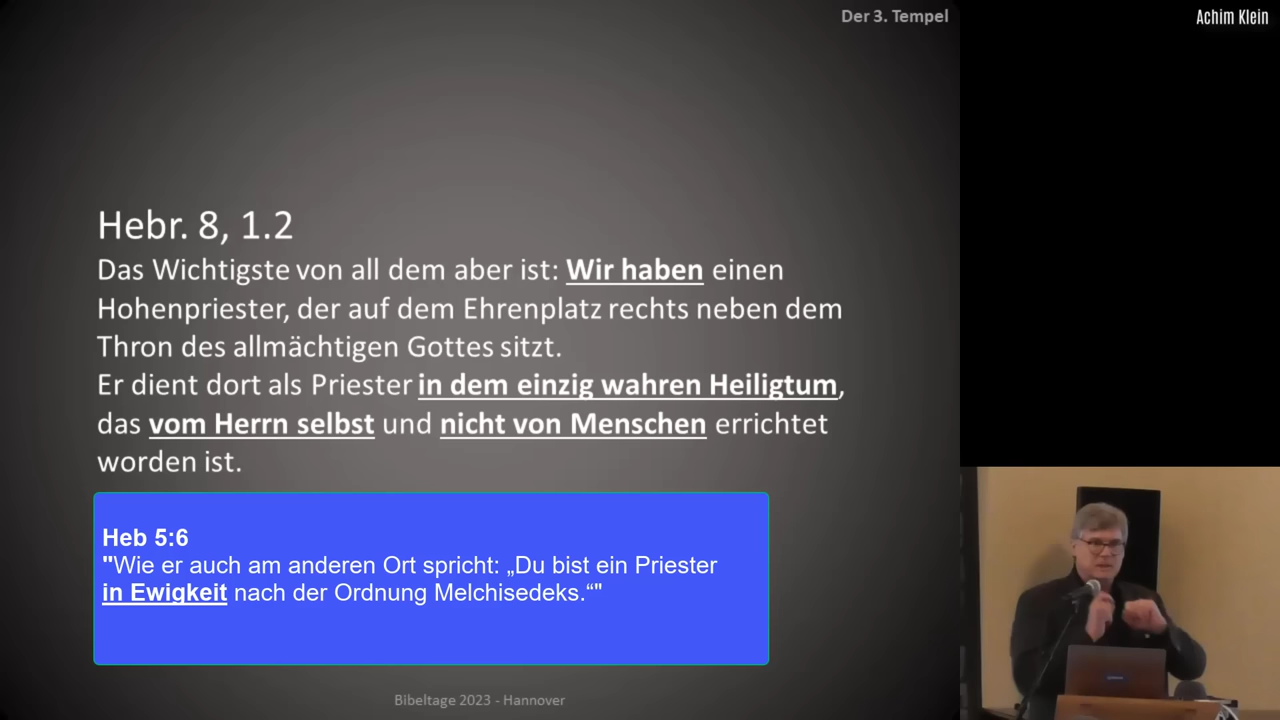 Der 3. Tempel
Achim Klein
Hebr. 8, 1.2
Das Wichtigste von all dem aber ist: Wir haben einen
Hohenpriester, der auf dem Ehrenplatz rechts neben dem
Thron des allmächtigen Gottes sitzt.
Er dient dort als Priester in dem einzig wahren Heiligtum,
das vom Herrn selbst und nicht von Menschen errichtet
worden ist.
Heb 5:6
"Wie er auch am anderen Ort spricht: „Du bist ein Priester
in Ewigkeit nach der Ordnung Melchisedeks.“"
Bibeltage 2023 - Hannover